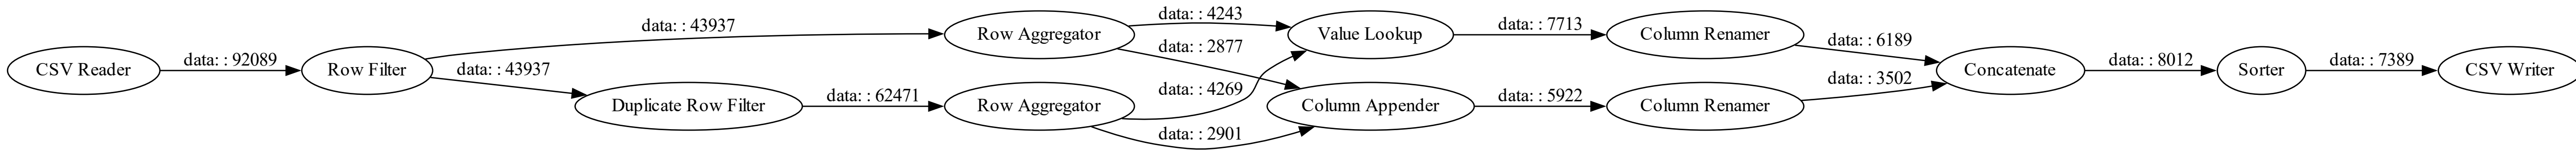 CSV Reader
data: : 92089
Row Filter
data: : 43937
data: : 43937
Duplicate Row Filter
data: : 62471
Row Aggregator
Row Aggregator
data: : 4243
data: : 2877
data: : 4269
data: : 2901
Value Lookup
Column Appender
data: : 7713
data: : 5922
Column Renamer
Column Renamer
data: : 6189
data: : 3502
Concatenate
data: : 8012
Sorter
data: : 7389
CSV Writer